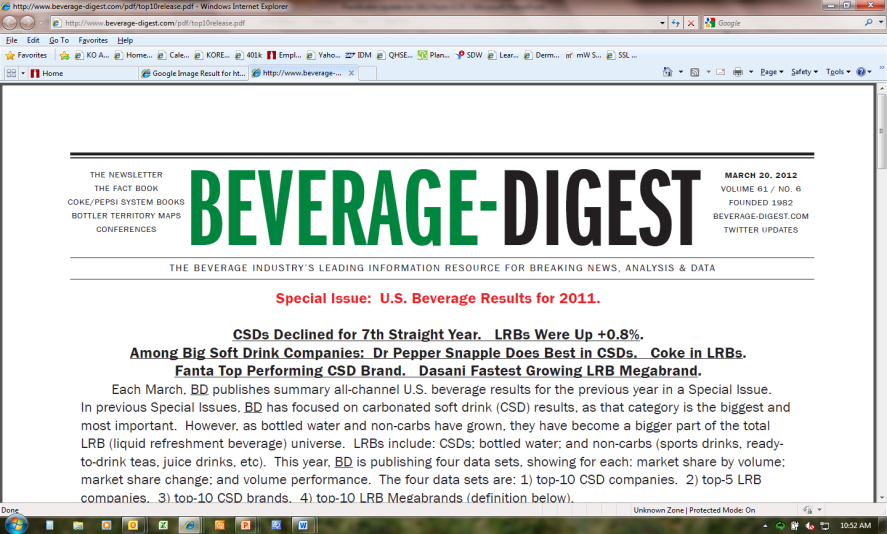 http://www.beverage-digest.com/pdf/top10release.pdf - Windows Internet Explorer
http://www.beverage-digest.com/pdf/top10release.pdf
Google
File Edit Go To Favorites Help
Favorites KO A... Home... Cale... KORE... 401k Empl... Yaho... IDM QHSE... Plan... SDW Lear... Derm... mW S... SSL ...
Home Google Image Result for ht... http://www.beverage-... Page Safety Tools
THE NEWSLETTER
THE FACT BOOK
COKE/PEPSI SYSTEM BOOKS
BOTTLER TERRITORY MAPS
CONFERENCES
BEVERAGE-DIGEST
MARCH 20, 2012
VOLUME 61 / NO. 6
FOUNDED 1982
BEVERAGE-DIGEST.COM
TWITTER UPDATES
THE BEVERAGE INDUSTRY'S LEADING INFORMATION RESOURCE FOR BREAKING NEWS, ANALYSIS & DATA
Special Issue: U.S. Beverage Results for 2011.
CSDs Declined for 7th Straight Year. LRBs Were Up +0.8%.
Among Big Soft Drink Companies: Dr Pepper Snapple Does Best in CSDs. Coke in LRBs.
Fanta Top Performing CSD Brand. Dasani Fastest Growing LRB Megabrand.
Each March, BD publishes summary all-channel U.S. beverage results for the previous year in a Special Issue.
In previous Special Issues, BD has focused on carbonated soft drink (CSD) results, as that category is the biggest and
most important. However, as bottled water and non-carbs have grown, they have become a bigger part of the total
LRB (liquid refreshment beverage) universe. LRBs include: CSDs; bottled water; and non-carbs (sports drinks, ready-
to-drink teas, juice drinks, etc). This year, BD is publishing four data sets, showing for each: market share by volume;
market share change; and volume performance. The four data sets are: 1) top-10 CSD companies. 2) top-5 LRB
companies. 3) top-10 CSD brands. 4) top-10 LRB Megabrands (definition below).
Done Unknown Zone | Protected Mode: On
10:52 AM